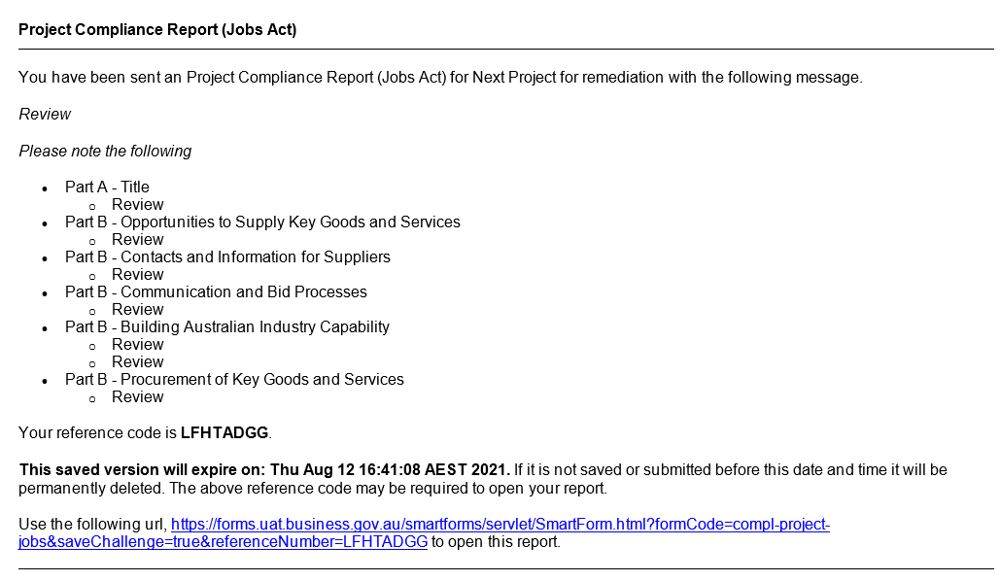 Project Compliance Report (Jobs Act)
You have been sent an Project Compliance Report (Jobs Act) for Next Project for remediation with the following message.
Review
Please note the following
• Part A - Title
o Review
• Part B - Opportunities to Supply Key Goods and Services
o Review
• Part B - Contacts and Information for Suppliers
o Review
• Part B - Communication and Bid Processes
o Review
• Part B - Building Australian Industry Capability
o Review
o Review
• Part B - Procurement of Key Goods and Services
o Review
Your reference code is LFHTADGG.
This saved version will expire on: Thu Aug 12 16:41:08 AEST 2021. If it is not saved or submitted before this date and time it will be
permanently deleted. The above reference code may be required to open your report.
Use the following url, https://forms.uat.business.gov.au/smartforms/servlet/SmartForm.html?formCode=compl-project-
jobs&saveChallenge=true&referenceNumber=LFHTADGG to open this report.